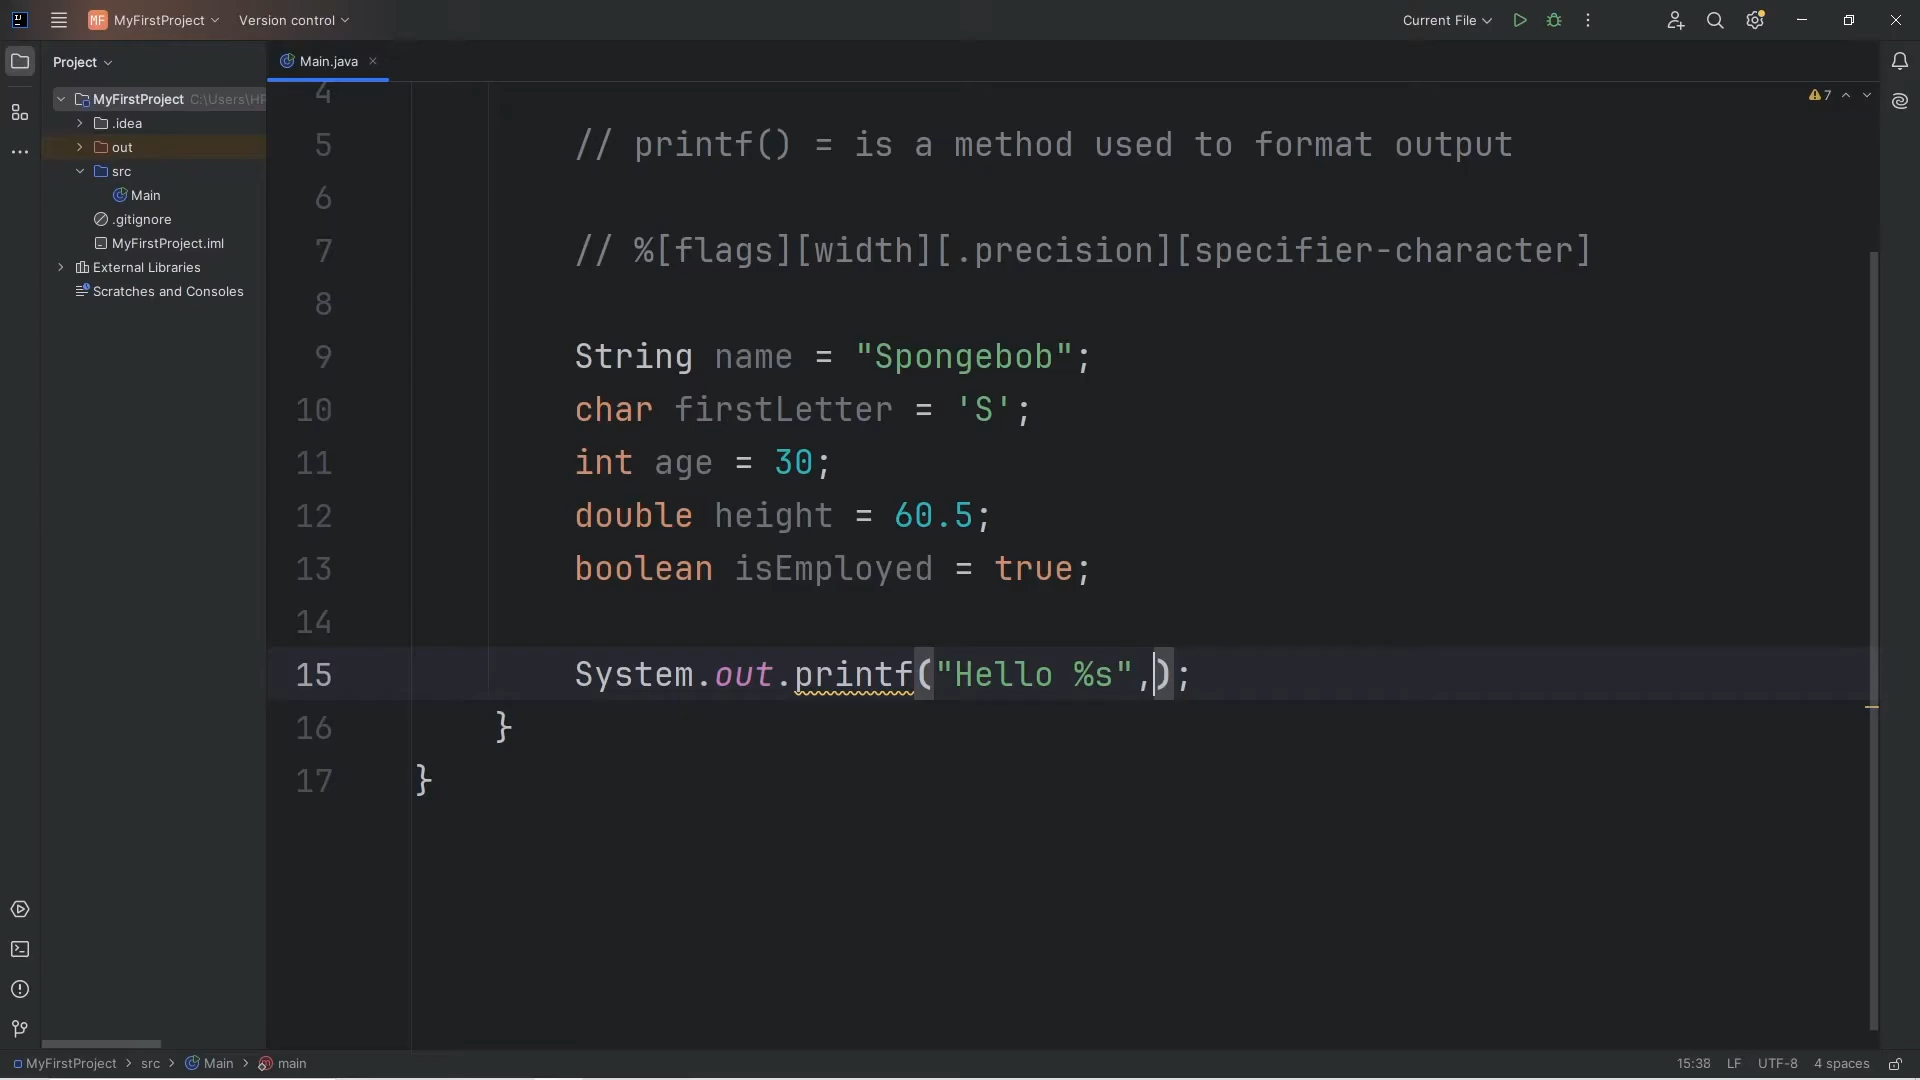 MF MyFirstProject Version control Current File
Project Main.java
MyFirstProject C:\Users\HP
.idea
out
src
Main
.gitignore
MyFirstProject.iml
External Libraries
Scratches and Consoles
7
4
5 // printf() = is a method used to format output
6
7 // %[flags][width][.precision][specifier-character]
8
9 String name = "Spongebob";
10 char firstLetter = 'S';
11 int age = 30;
12 double height = 60.5;
13 boolean isEmployed = true;
14
15 System.out.printf("Hello %s",);
16 }
17 }
MyFirstProject > src > Main > main 15:38 LF UTF-8 4 spaces